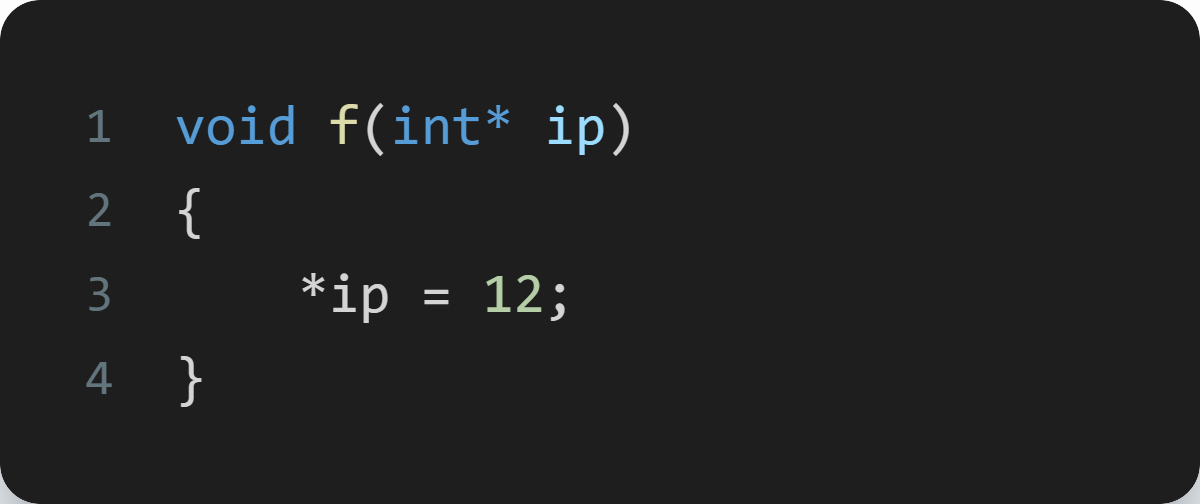 1 void f(int* ip)
2 {
3     *ip = 12;
4 }